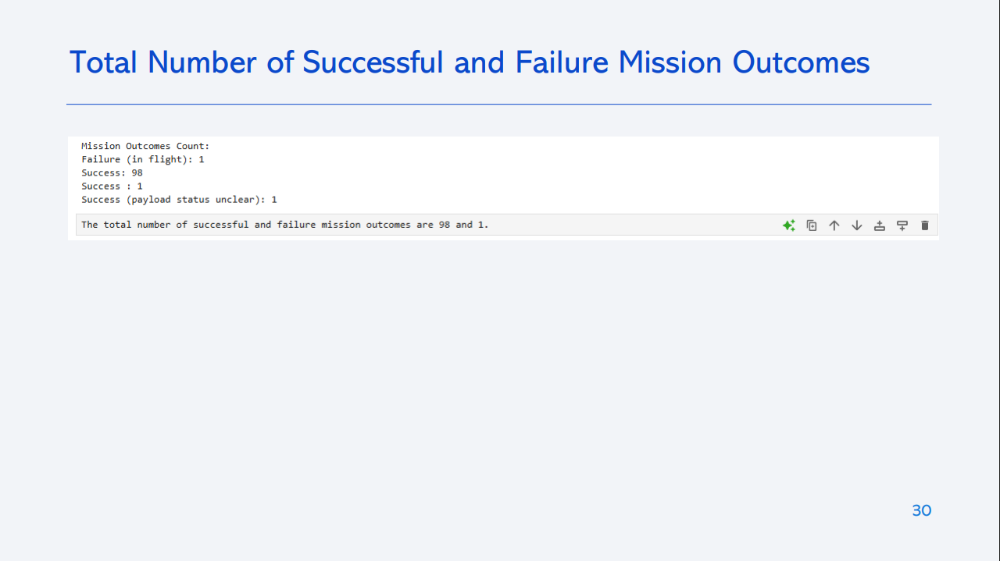 Total Number of Successful and Failure Mission Outcomes
Mission Outcomes Count:
Failure (in flight): 1
Success: 98
Success : 1
Success (payload status unclear): 1
The total number of successful and failure mission outcomes are 98 and 1.
30